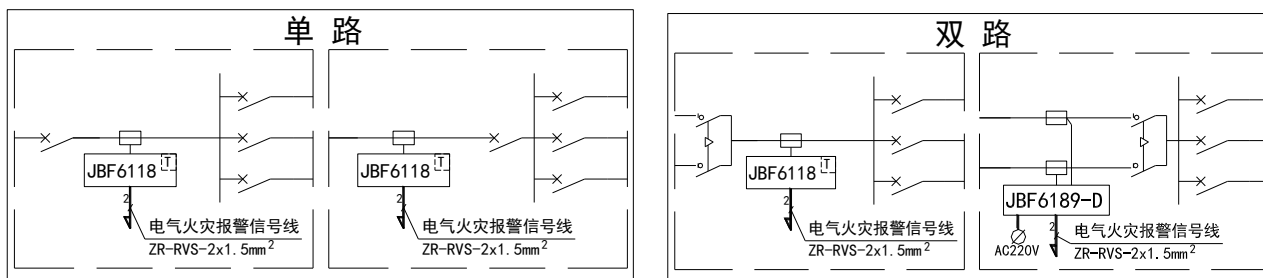 单路
JBF6118 T
2
电气火灾报警信号线
ZR-RVS-2x1.5mm²
JBF6118 T
2
电气火灾报警信号线
ZR-RVS-2x1.5mm²
双路
JBF6118 T
2
电气火灾报警信号线
ZR-RVS-2x1.5mm²
JBF6189-D
AC220V
2
电气火灾报警信号线
ZR-RVS-2x1.5mm²